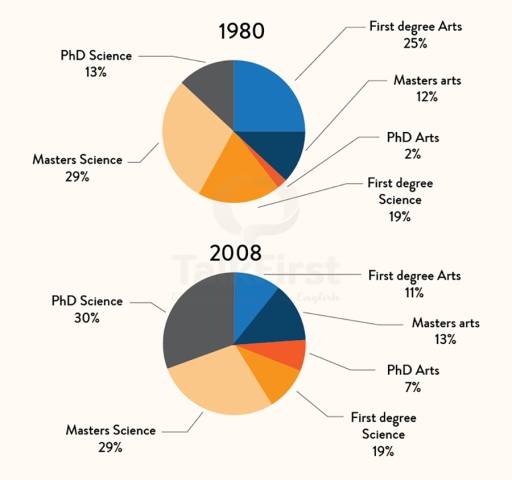 1980
First degree Arts
25%
PhD Science
13%
Masters arts
12%
PhD Arts
2%
Masters Science
29%
First degree
Science
19%
2008
TalkFirst
English
First degree Arts
11%
PhD Science
30%
Masters arts
13%
PhD Arts
7%
First degree
Science
19%
Masters Science
29%